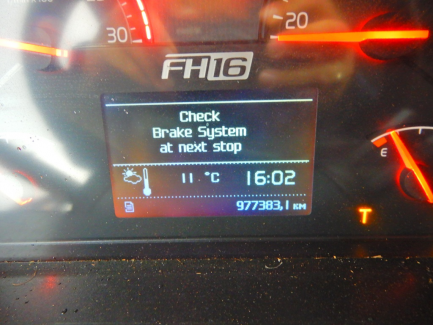 30
20
FH16
Check
Brake System
at next stop
11 °C
16:02
E
977383,1 KM
T